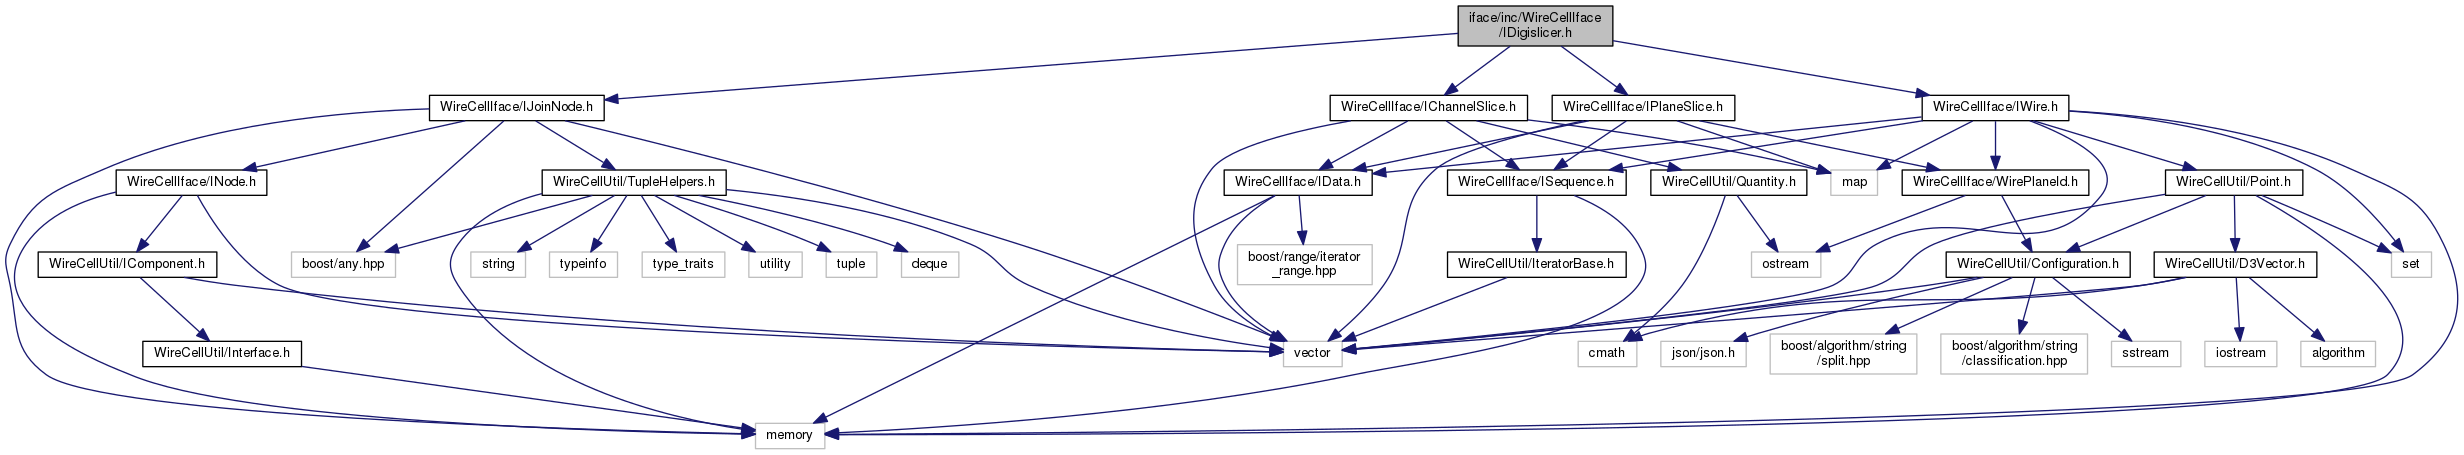 iface/inc/WireCellIface
/IDigislicer.h
WireCellIface/IJoinNode.h
WireCellIface/IChannelSlice.h
WireCellIface/IPlaneSlice.h
WireCellIface/IWire.h
WireCellIface/INode.h
WireCellUtil/TupleHelpers.h
WireCellIface/IData.h
WireCellIface/ISequence.h
WireCellUtil/Quantity.h
map
WireCellIface/WirePlaneId.h
WireCellUtil/Point.h
WireCellUtil/IComponent.h
boost/any.hpp
string
typeinfo
type_traits
utility
tuple
deque
boost/range/iterator
_range.hpp
WireCellUtil/IteratorBase.h
ostream
WireCellUtil/Configuration.h
WireCellUtil/D3Vector.h
set
WireCellUtil/Interface.h
vector
cmath
json/json.h
boost/algorithm/string
/split.hpp
boost/algorithm/string
/classification.hpp
sstream
iostream
algorithm
memory